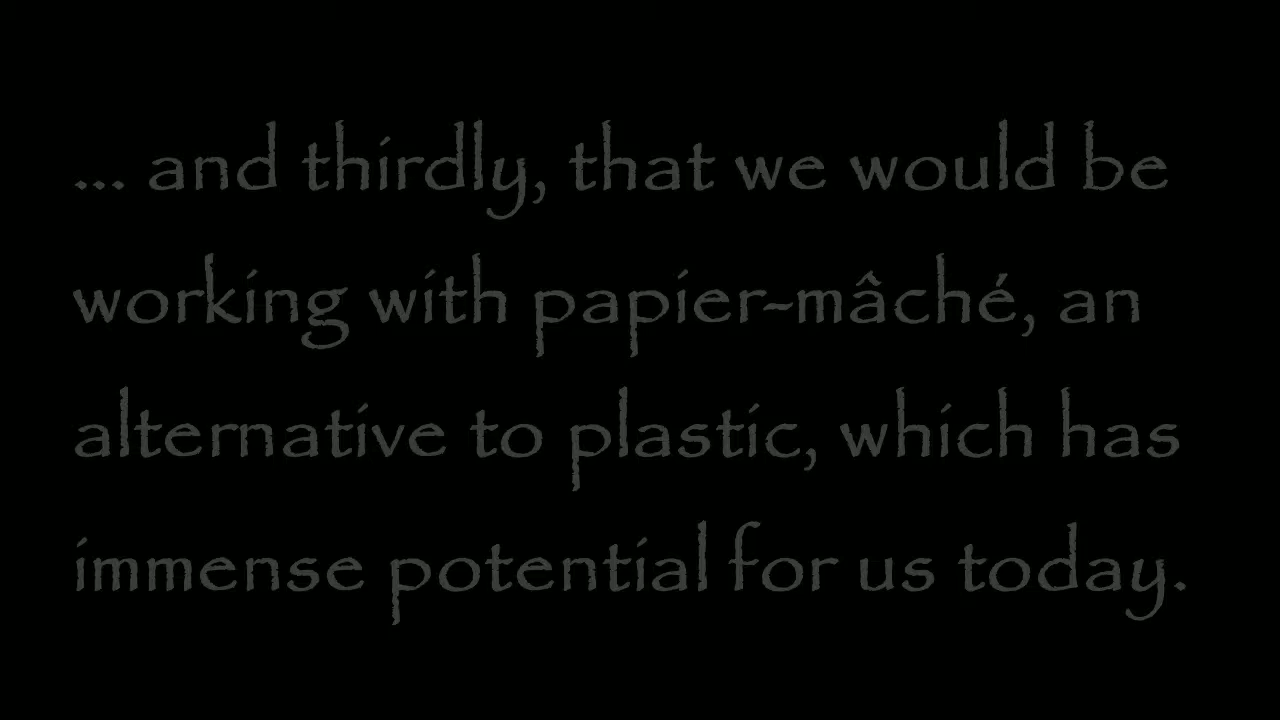 ... and thirdly, that we would be
working with papier-mâché, an
alternative to plastic, which has
immense potential for us today.